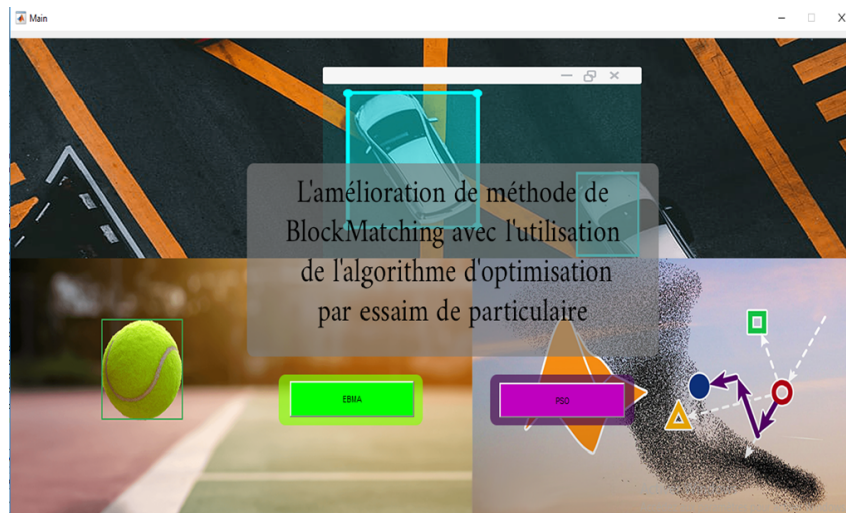 Main
L'amélioration de méthode de
BlockMatching avec l'utilisation
de l'algorithme d'optimisation
par essaim de particulaire
EBMA
PSO